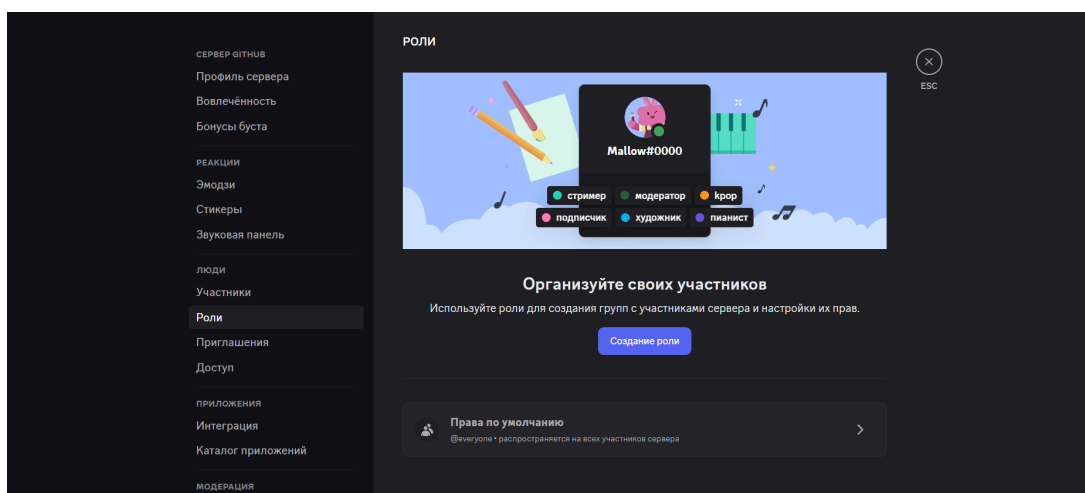 СЕРВЕР GITHUB
Профиль сервера
Вовлечённость
Бонусы буста
РЕАКЦИИ
Эмодзи
Стикеры
Звуковая панель
ЛЮДИ
Участники
Роли
Приглашения
Доступ
ПРИЛОЖЕНИЯ
Интеграция
Каталог приложений
МОДЕРАЦИЯ
РОЛИ
ESC
Mallow#0000
стример модератор kpop
подписчик художник пианист
Организуйте своих участников
Используйте роли для создания групп с участниками сервера и настройки их прав.
Создание роли
Права по умолчанию
@everyone • распространяется на всех участников сервера